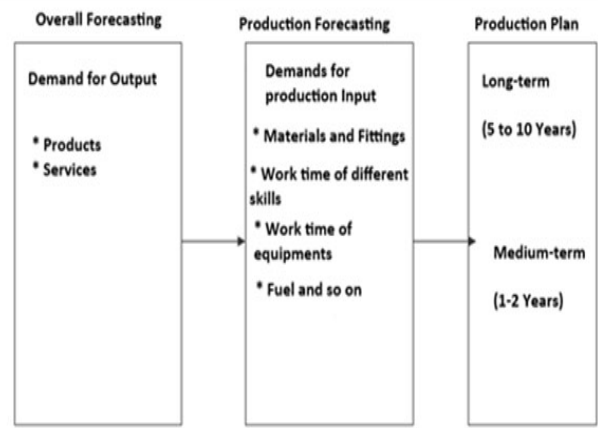 Overall Forecasting
Demand for Output
* Products
* Services
Production Forecasting
Demands for
production Input
* Materials and Fittings
* Work time of different
skills
* Work time of
equipments
* Fuel and so on
Production Plan
Long-term
(5 to 10 Years)
Medium-term
(1-2 Years)